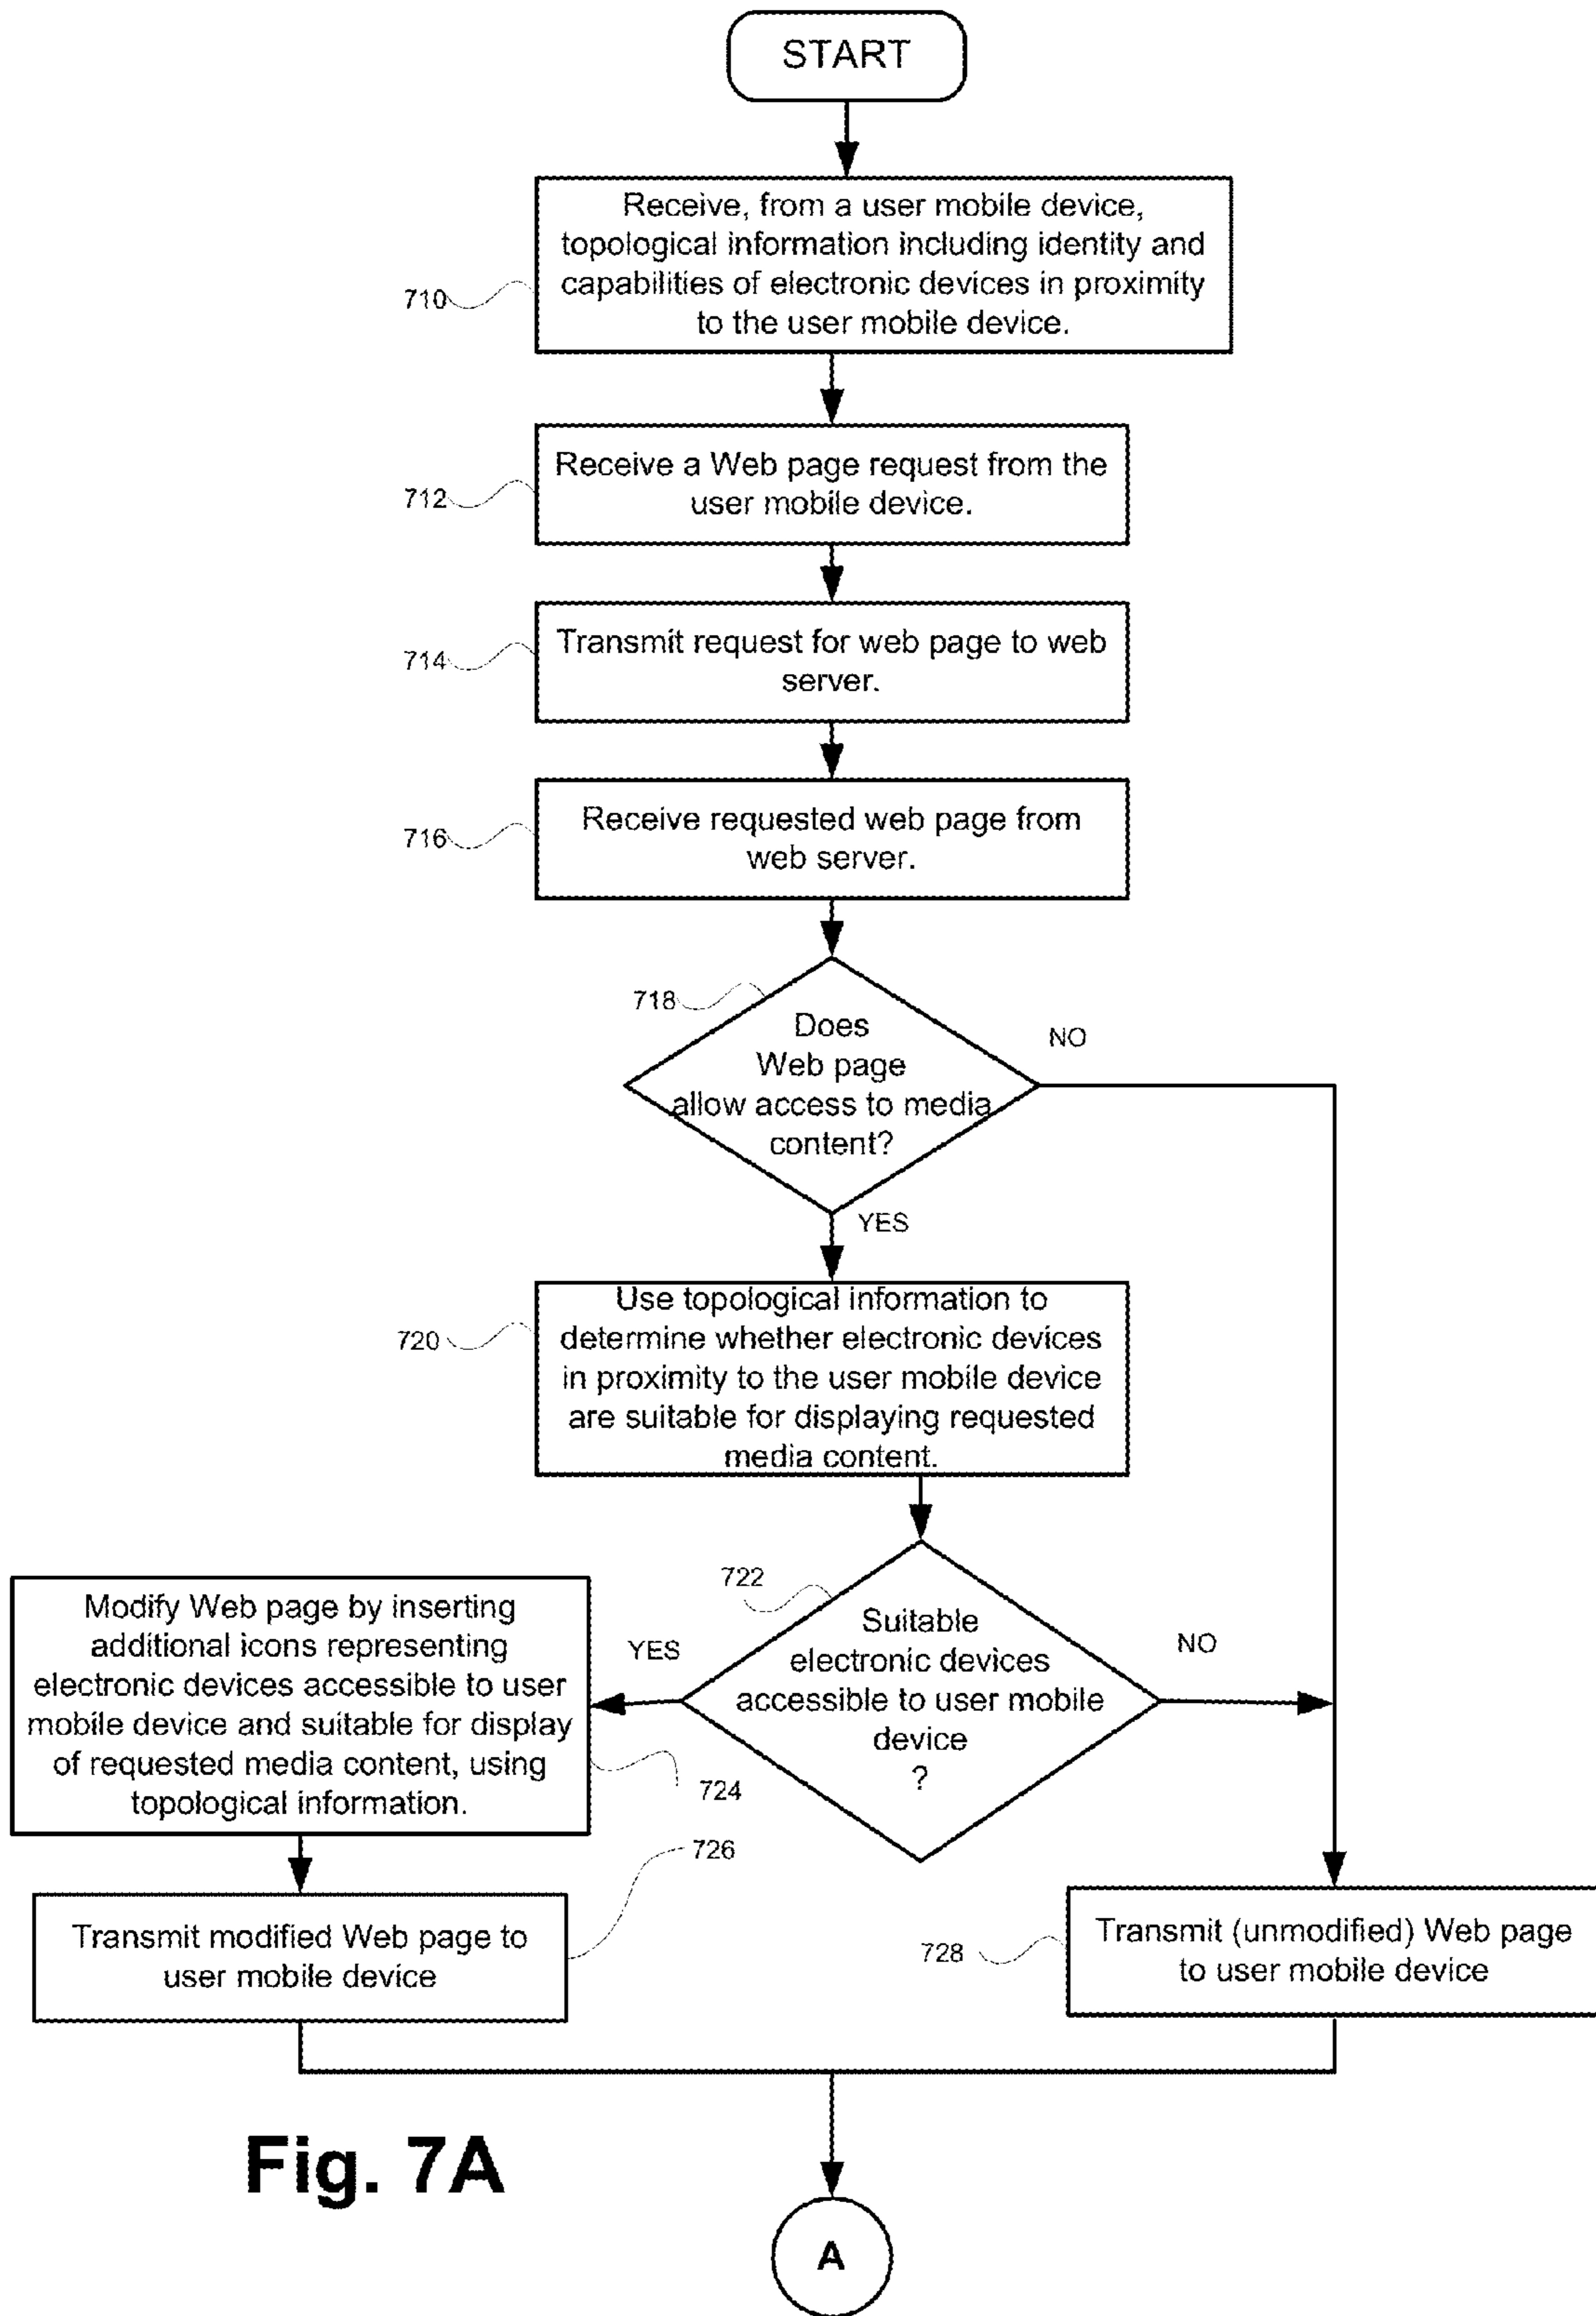 START
Receive, from a user mobile device,
topological information including identity and
capabilities of electronic devices in proximity
to the user mobile device.
710
Receive a Web page request from the
user mobile device.
712
Transmit request for web page to web
server.
714
Receive requested web page from
web server.
716
718
Does
Web page
allow access to media
content?
NO
YES
Use topological information to
determine whether electronic devices
in proximity to the user mobile device
are suitable for displaying requested
media content.
720
722
Suitable
electronic devices
accessible to user mobile
device
?
YES
NO
Modify Web page by inserting
additional icons representing
electronic devices accessible to user
mobile device and suitable for display
of requested media content, using
topological information.
724
726
Transmit modified Web page to
user mobile device
728
Transmit (unmodified) Web page
to user mobile device
Fig. 7A
A